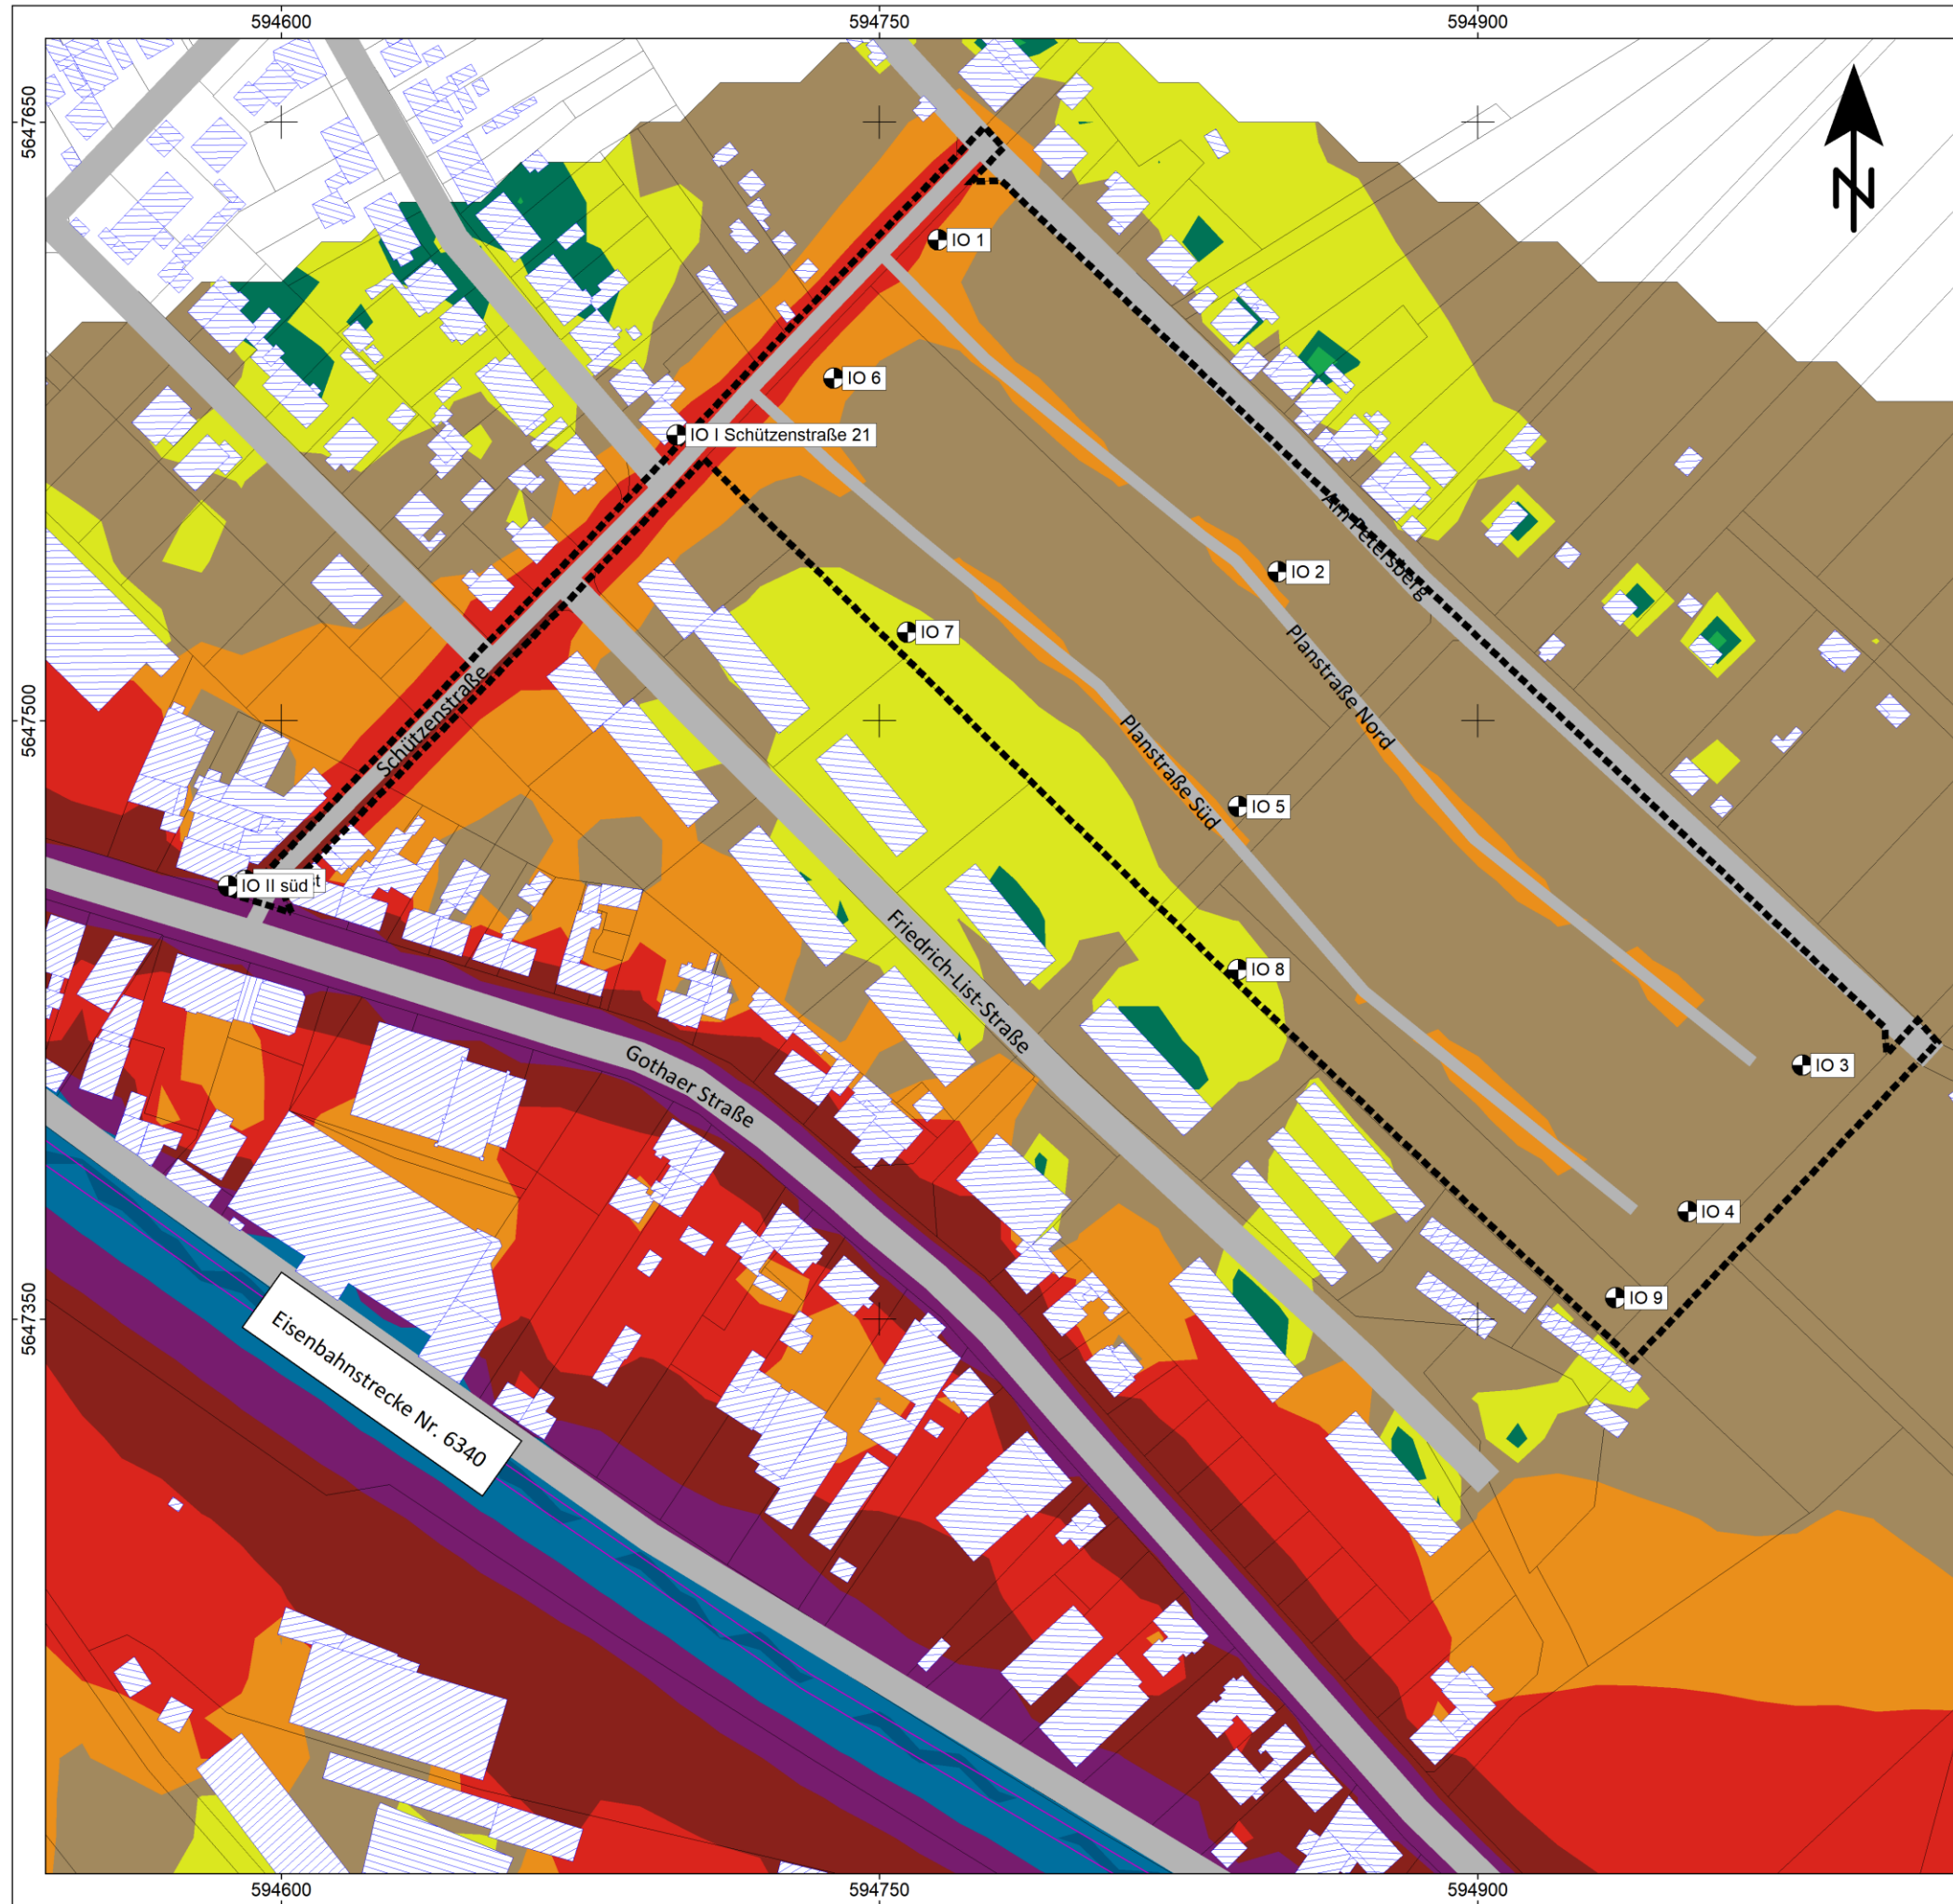 594600
594750
594900
5647650
5647500
5647350
N
IO 1
IO 6
IO I Schützenstraße 21
Am Petersberg
IO 2
IO 7
Planstraße Nord
Schützenstraße
Planstraße Süd
IO 5
IO II süd
Friedrich-List-Straße
IO 8
Gothaer Straße
IO 3
IO 4
IO 9
Eisenbahnstrecke Nr. 6340
594600
594750
594900